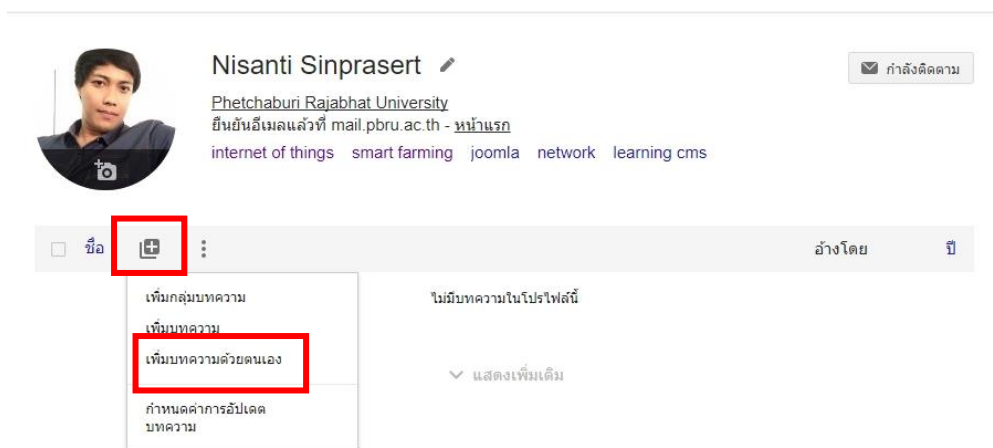 Nisanti Sinprasert
กำลังติดตาม
Phetchaburi Rajabhat University
ยืนยันอีเมลแล้วที่ mail.pbru.ac.th - หน้าแรก
internet of things smart farming joomla network learning cms
ชื่อ อ้างโดย ปี
เพิ่มกลุ่มบทความ
ไม่มีบทความในโปรไฟล์นี้
เพิ่มบทความ
เพิ่มบทความด้วยตนเอง
แสดงเพิ่มเติม
กำหนดค่าการอัปเดต
บทความ